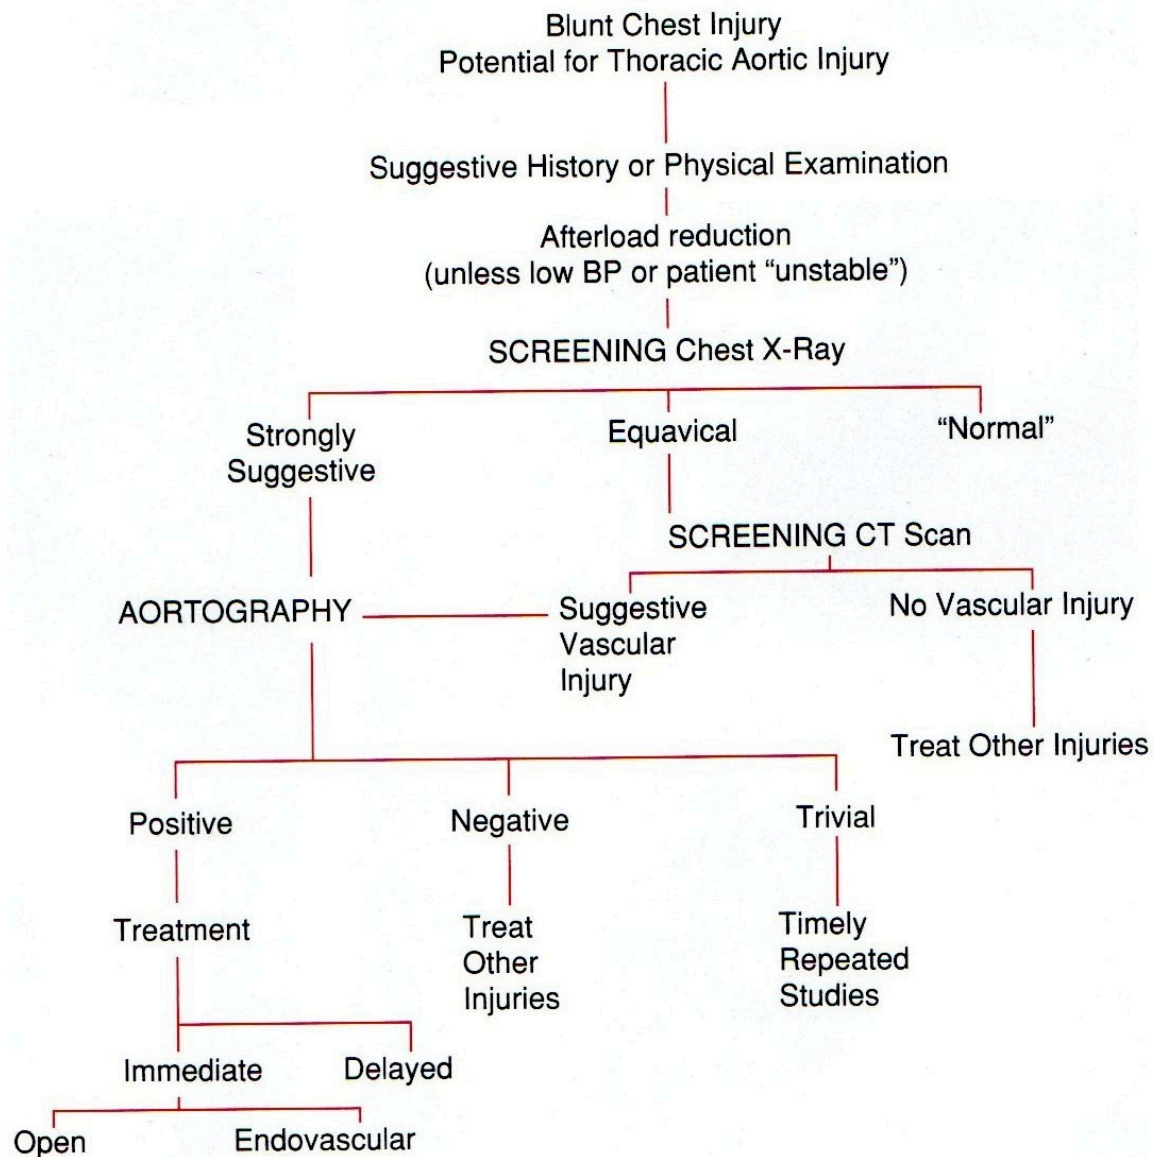 Blunt Chest Injury
Potential for Thoracic Aortic Injury
Suggestive History or Physical Examination
Afterload reduction
(unless low BP or patient “unstable”)
SCREENING Chest X-Ray
Strongly
Suggestive
Equavical
“Normal”
SCREENING CT Scan
AORTOGRAPHY
Suggestive
Vascular
Injury
No Vascular Injury
Treat Other Injuries
Positive
Negative
Trivial
Treatment
Treat
Other
Injuries
Timely
Repeated
Studies
Immediate
Delayed
Open
Endovascular